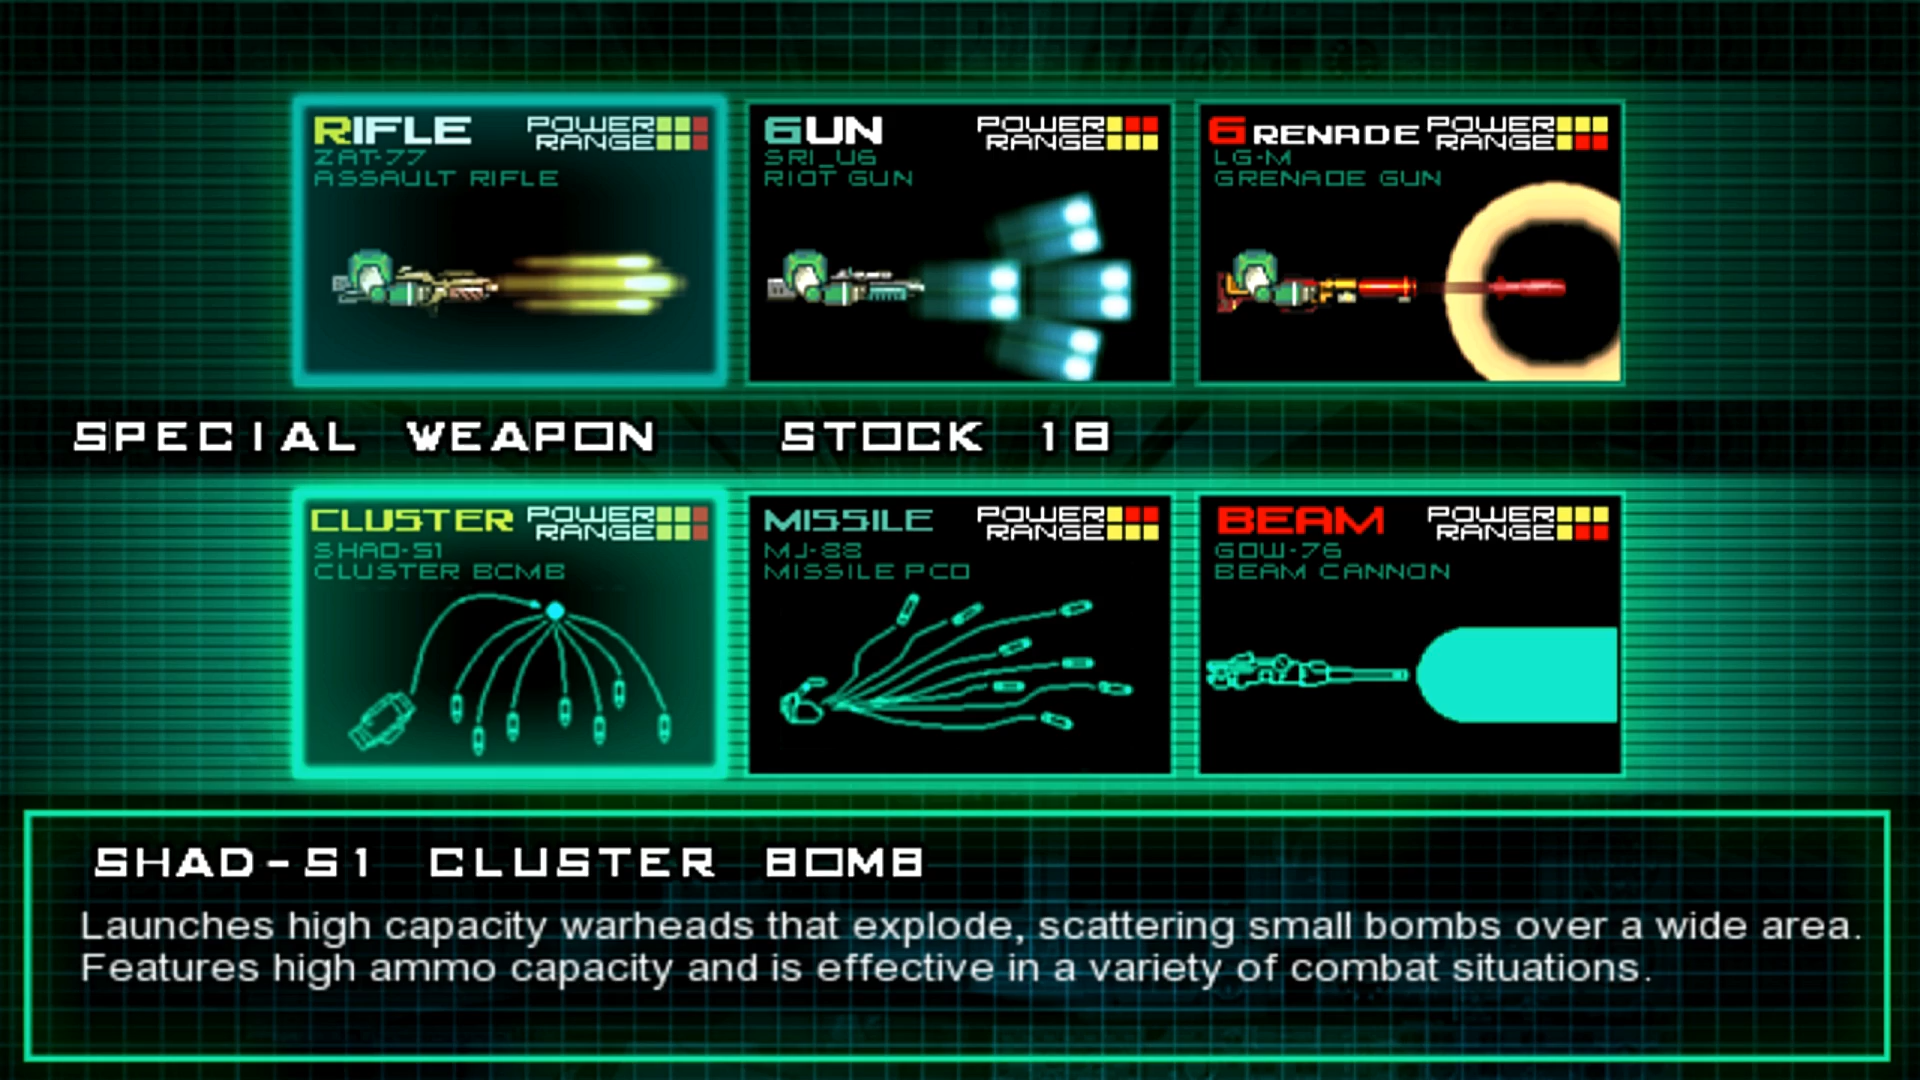 RIFLE POWER
RANGE
ZAT-77
ASSAULT RIFLE
GUN POWER
RANGE
SRI_U6
RIOT GUN
GRENADE POWER
RANGE
LG-M
GRENADE GUN
SPECIAL WEAPON STOCK 18
CLUSTER POWER
RANGE
SHAD-S1
CLUSTER BOMB
MISSILE POWER
RANGE
MJ-88
MISSILE POD
BEAM POWER
RANGE
GOW-76
BEAM CANNON
SHAD-S1 CLUSTER BOMB
Launches high capacity warheads that explode, scattering small bombs over a wide area.
Features high ammo capacity and is effective in a variety of combat situations.